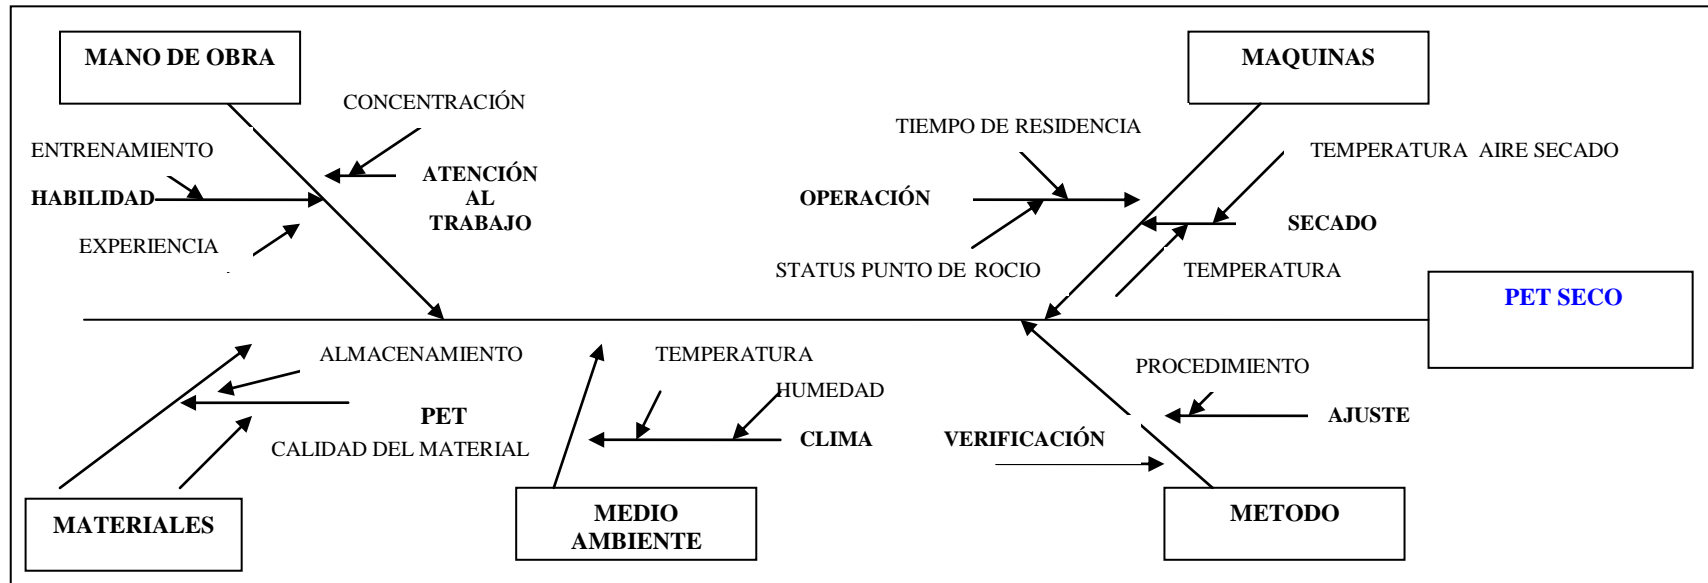 MANO DE OBRA
MAQUINAS
CONCENTRACIÓN
TIEMPO DE RESIDENCIA
ENTRENAMIENTO
TEMPERATURA AIRE SECADO
HABILIDAD
ATENCIÓN
AL
TRABAJO
OPERACIÓN
SECADO
EXPERIENCIA
STATUS PUNTO DE ROCIO
TEMPERATURA
PET SECO
ALMACENAMIENTO
TEMPERATURA
PROCEDIMIENTO
HUMEDAD
PET
AJUSTE
CALIDAD DEL MATERIAL
CLIMA
VERIFICACIÓN
MATERIALES
MEDIO
AMBIENTE
METODO